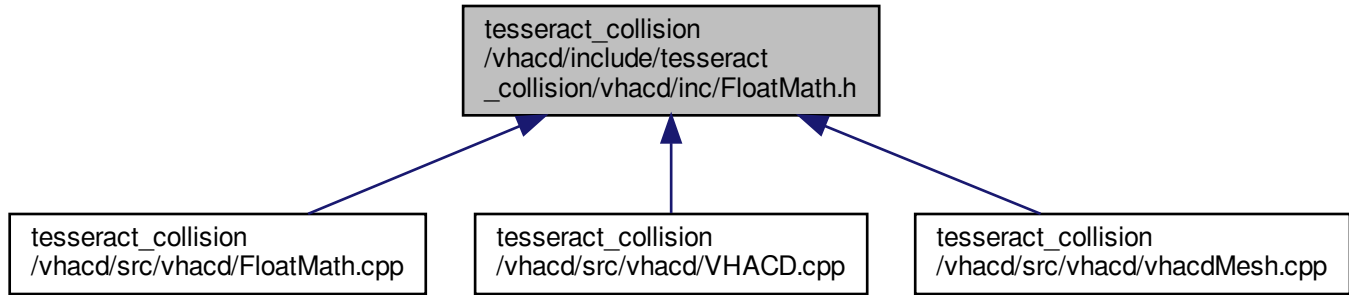 tesseract_collision
/vhacd/include/tesseract
_collision/vhacd/inc/FloatMath.h
tesseract_collision
/vhacd/src/vhacd/FloatMath.cpp
tesseract_collision
/vhacd/src/vhacd/VHACD.cpp
tesseract_collision
/vhacd/src/vhacd/vhacdMesh.cpp